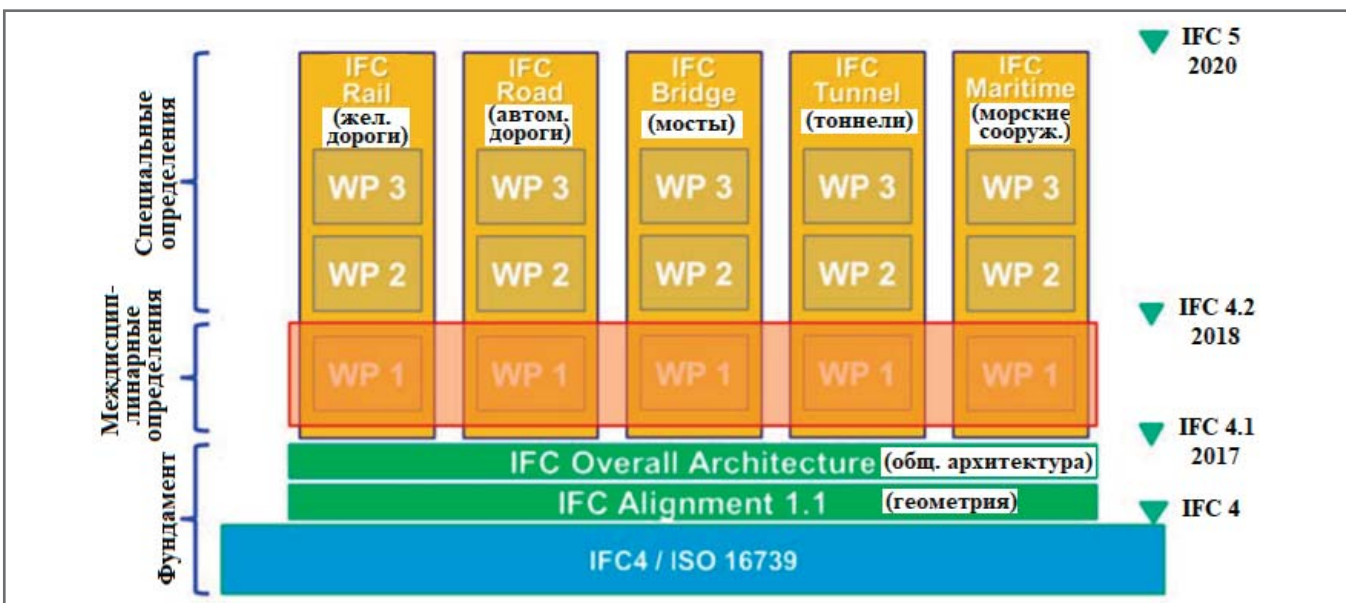 IFC 5
2020
IFC
Rail
(жел.
дороги)
IFC
Road
(автом.
дороги)
IFC
Bridge
(мосты)
IFC
Tunnel
(тоннели)
IFC
Maritime
(морские
сооруж.)
Специальные
определения
WP 3
WP 3
WP 3
WP 3
WP 3
WP 2
WP 2
WP 2
WP 2
WP 2
IFC 4.2
2018
Междисцип-
линарные
определения
WP 1
WP 1
WP 1
WP 1
WP 1
IFC 4.1
2017
Фундамент
IFC Overall Architecture (общ. архитектура)
IFC Alignment 1.1 (геометрия)
IFC 4
IFC4 / ISO 16739